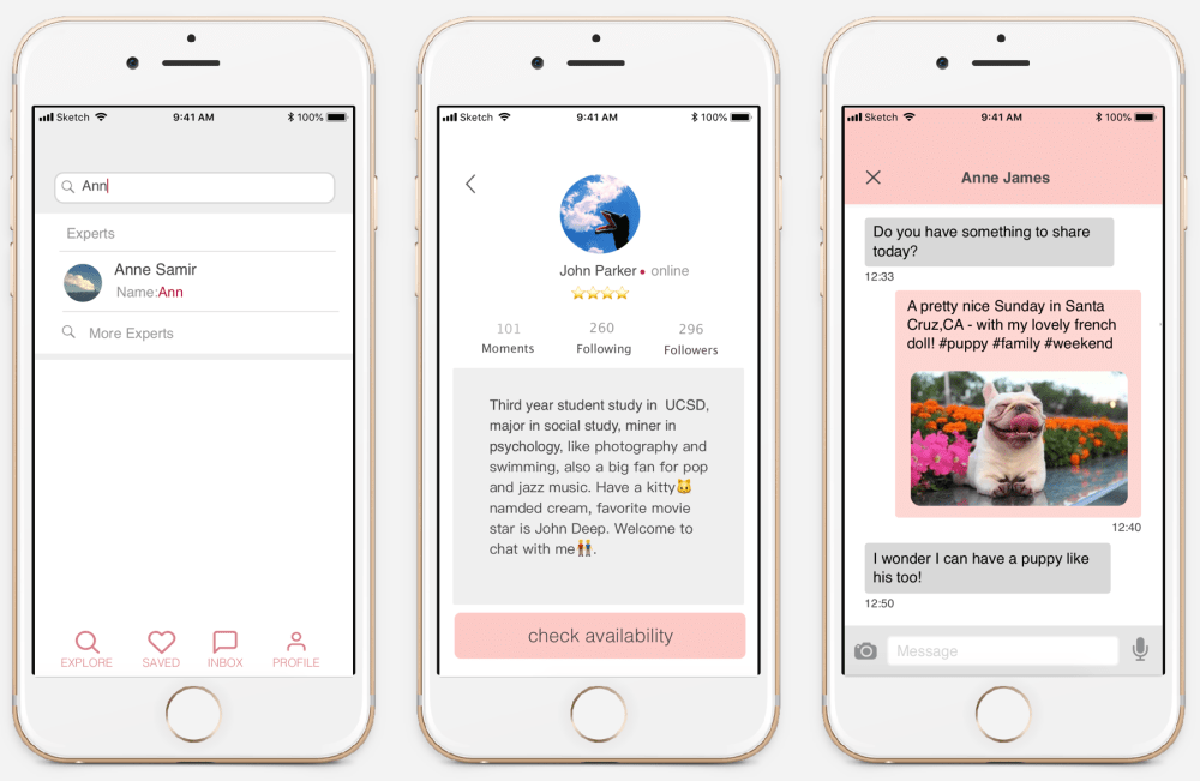 Sketch 9:41 AM 100%
Ann
Experts
Anne Samir
Name:Ann
More Experts
EXPLORE SAVED INBOX PROFILE
Sketch 9:41 AM 100%
John Parker • online
⭐⭐⭐⭐
101 260 296
Moments Following Followers
Third year student study in UCSD,
major in social study, miner in
psychology, like photography and
swimming, also a big fan for pop
and jazz music. Have a kitty🐱
namded cream, favorite movie
star is John Deep. Welcome to
chat with me👬.
check availability
Sketch 9:41 AM 100%
Anne James
Do you have something to share
today?
12:33
A pretty nice Sunday in Santa
Cruz,CA - with my lovely french
doll! #puppy #family #weekend
12:40
I wonder I can have a puppy like
his too!
12:50
Message